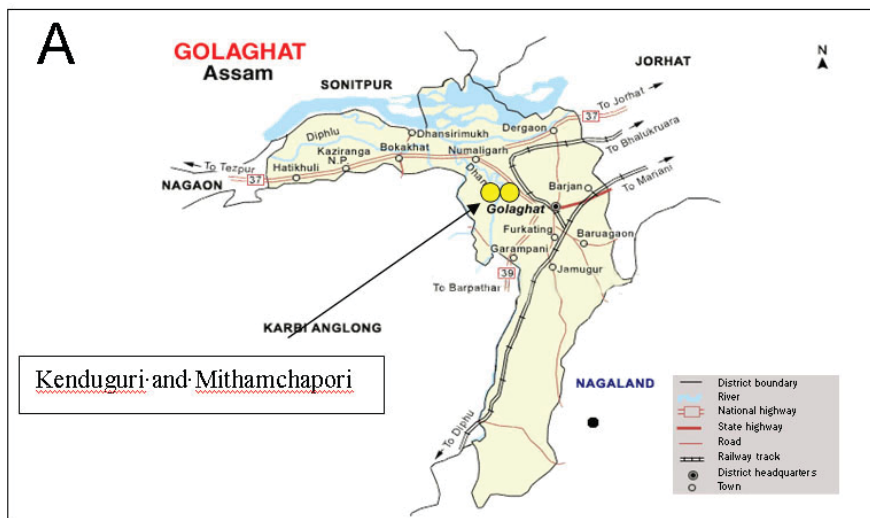 A
GOLAGHAT
Assam
N
JORHAT
SONITPUR
To Jorhat
37
Dergaon
To Bhalukruara
Diphlu
Dhansirimukh
Kaziranga
N.P.
Bokakhat
Numaligarh
To Mariani
To Tezpur
Hatikhuli
37
NAGAON
Dhan
Barjan
Golaghat
Furkating
Baruagaon
Garampani
39
Jamugur
To Barpathar
KARBI ANGLONG
Kenduguri·and·Mithamchapori
NAGALAND
To Diphu
District boundary
River
National highway
State highway
Road
Railway track
District headquarters
Town